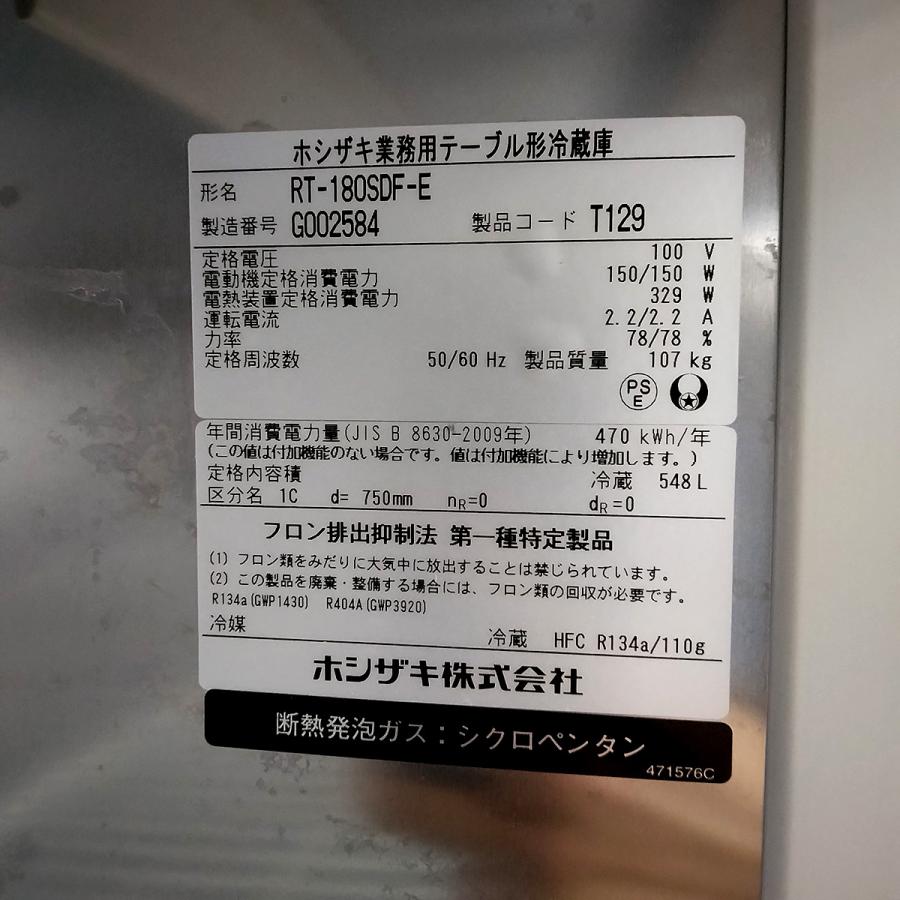 ホシザキ業務用テーブル形冷蔵庫
形名 RT-180SDF-E
製造番号 G002584 製品コード T129
定格電圧 100 V
電動機定格消費電力 150/150 W
電熱装置定格消費電力 329 W
運転電流 2.2/2.2 A
力率 78/78 %
定格周波数 50/60 Hz 製品質量 107 kg
PS
E
年間消費電力量(JIS B 8630-2009年) 470 kWh/年
(この値は付加機能のない場合です。値は付加機能により増加します。)
定格内容積 冷蔵 548 L
区分名 1C d= 750mm nR=0 dR=0
フロン排出抑制法 第一種特定製品
(1) フロン類をみだりに大気中に放出することは禁じられています。
(2) この製品を廃棄・整備する場合には、フロン類の回収が必要です。
R134a(GWP1430) R404A(GWP3920)
冷媒
冷蔵 HFC R134a/110g
ホシザキ株式会社
断熱発泡ガス:シクロペンタン
471576C